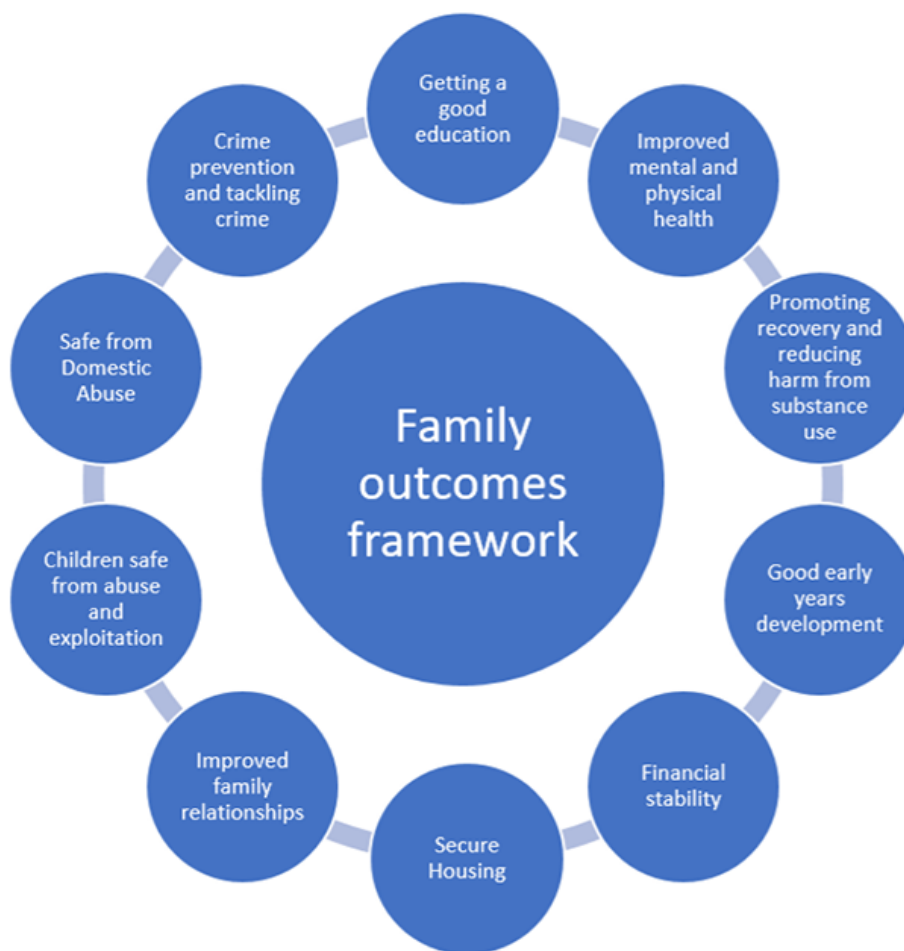 Getting a
good
education
Improved
mental and
physical
health
Promoting
recovery and
reducing
harm from
substance
use
Good early
years
development
Financial
stability
Secure
Housing
Improved
family
relationships
Children safe
from abuse
and
exploitation
Safe from
Domestic
Abuse
Crime
prevention
and tackling
crime
Family
outcomes
framework